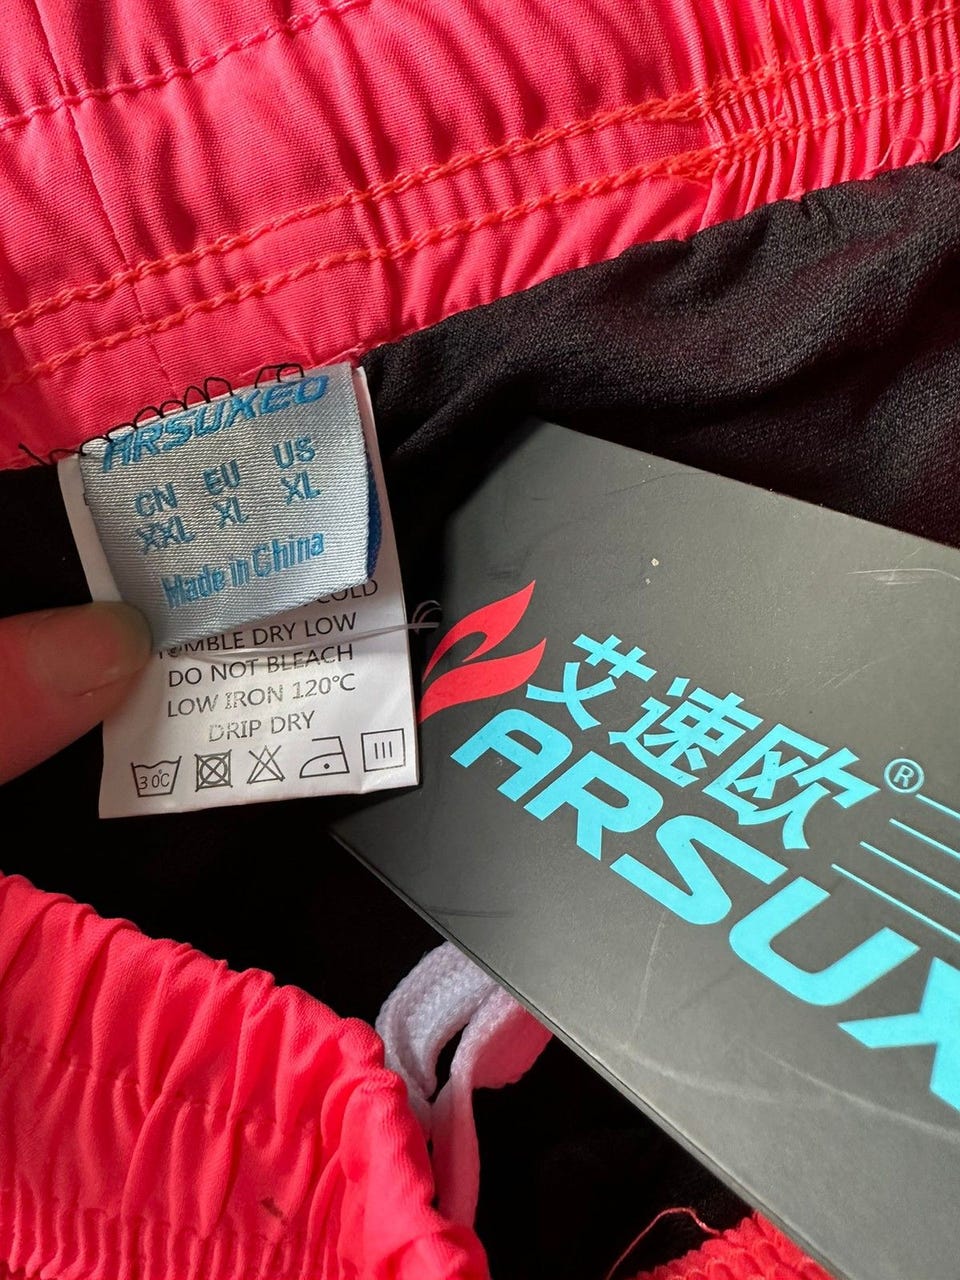 ARSUXEO
CN EU US
XXL XL XL
Made in China
COLD
TUMBLE DRY LOW
DO NOT BLEACH
LOW IRON 120℃
DRIP DRY
30℃
艾速欧®
ARSUX